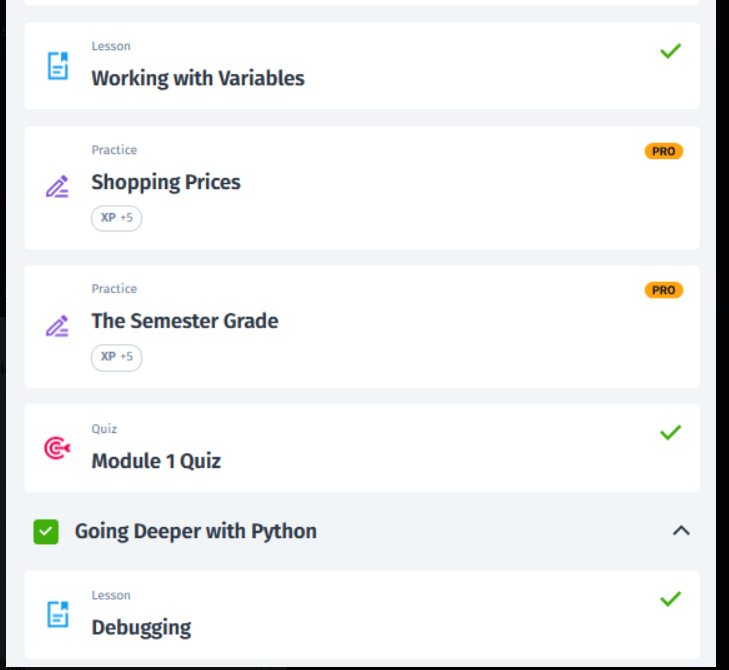 Lesson
Working with Variables
Practice
PRO
Shopping Prices
XP +5
Practice
PRO
The Semester Grade
XP +5
Quiz
Module 1 Quiz
Going Deeper with Python
Lesson
Debugging